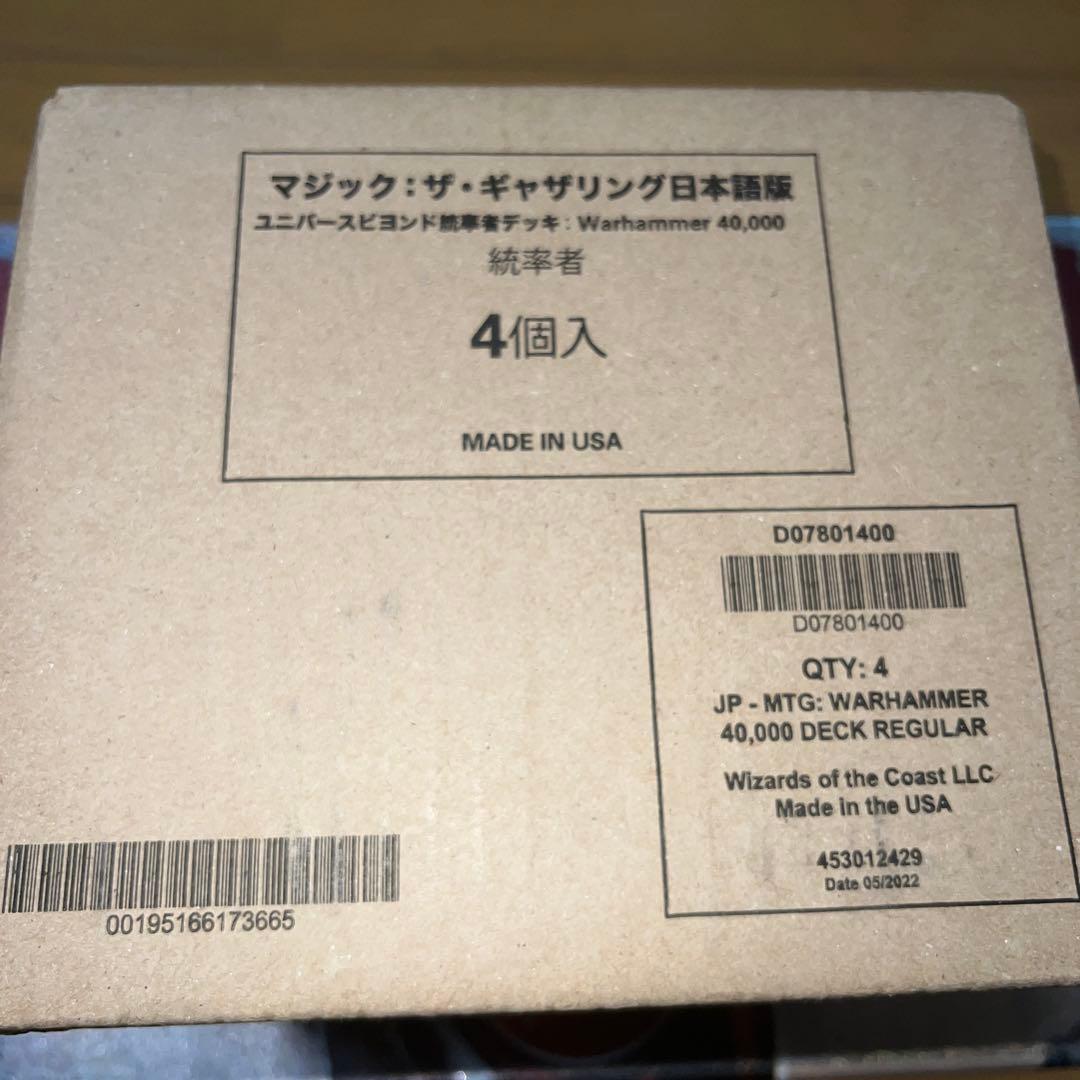 マジック：ザ・ギャザリング日本語版
ユニバースビヨンド統率者デッキ：Warhammer 40,000
統率者
4個入
MADE IN USA
D07801400
D07801400
QTY: 4
JP - MTG: WARHAMMER
40,000 DECK REGULAR
Wizards of the Coast LLC
Made in the USA
453012429
Date 05/2022
00195166173665